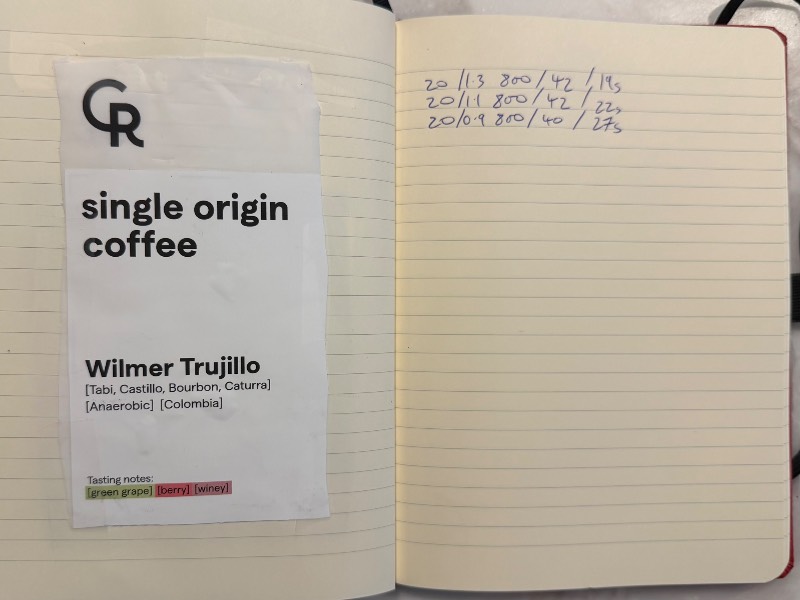 CR
single origin
coffee
Wilmer Trujillo
[Tabi, Castillo, Bourbon, Caturra]
[Anaerobic] [Colombia]
Tasting notes:
[green grape] [berry] [winey]
20 /1.3 800 / 42 / 19s
20/1.1 800 / 42 / 22s
20/0.9 800 / 40 / 27s